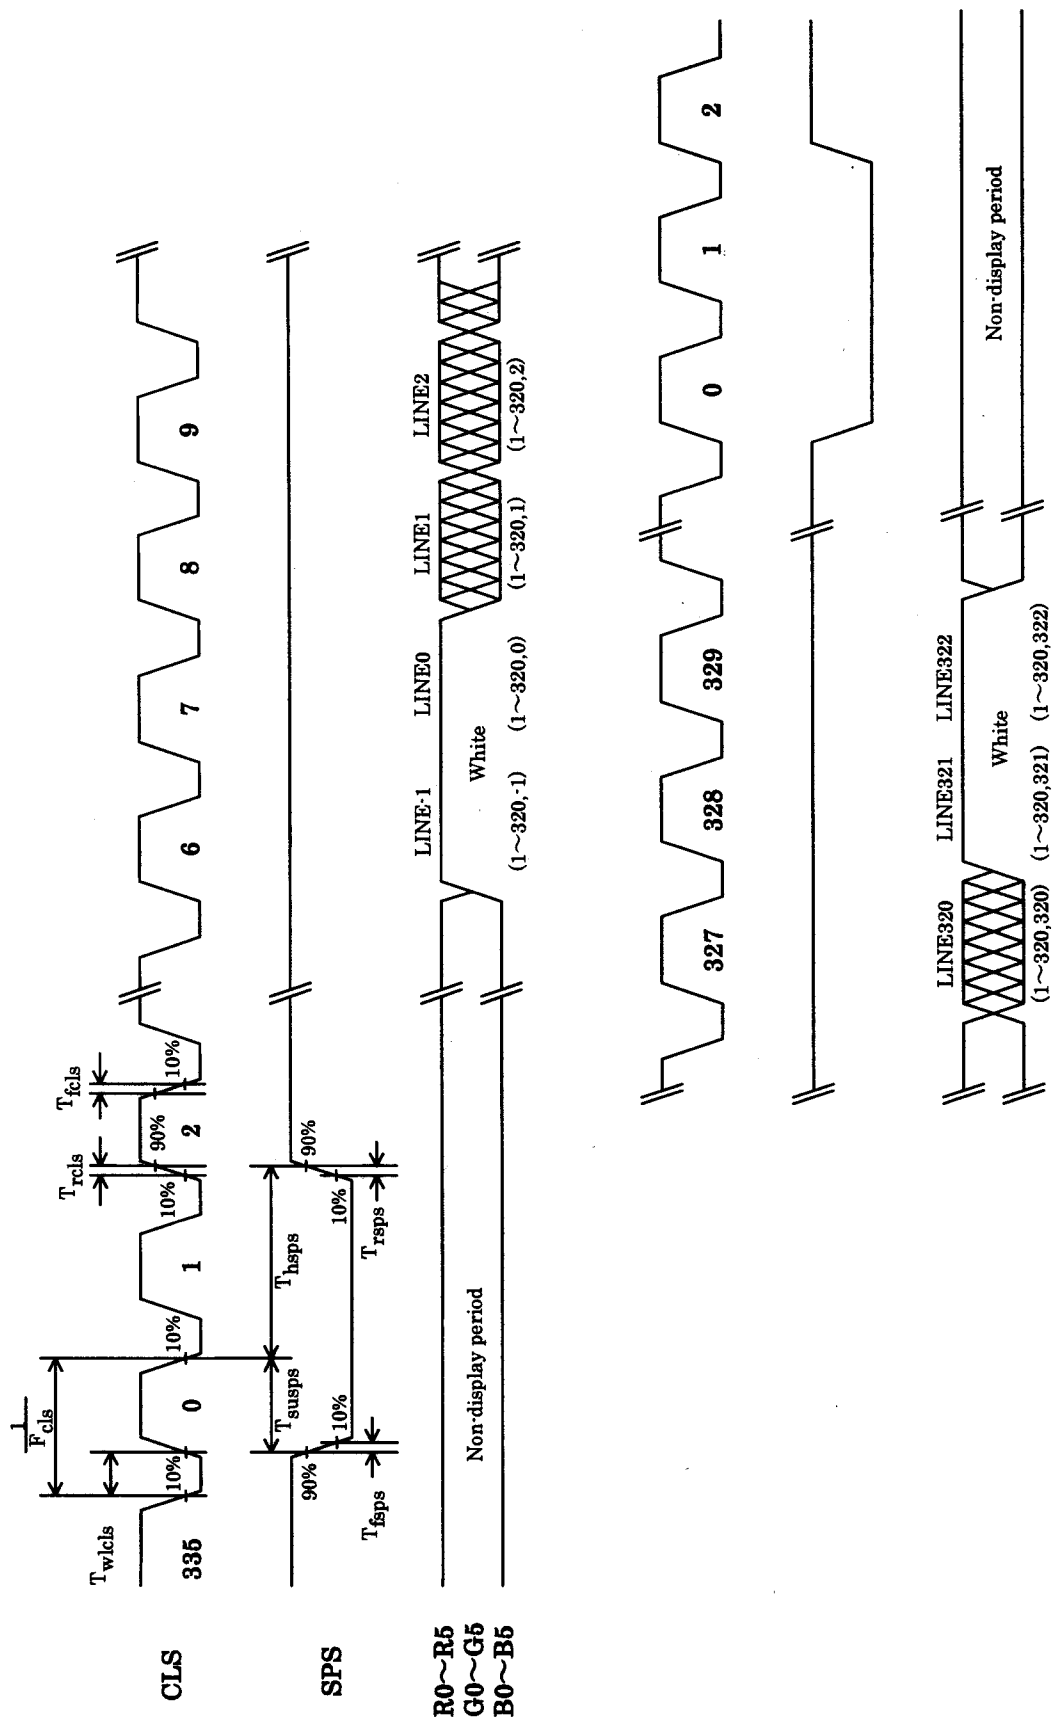 1
F_cls
T_wlcls
T_rcls
T_fcls
CLS
10%
10%
10%
10%
90%
10%
335
0
1
2
6
7
8
9
T_susps
T_hsps
SPS
90%
10%
10%
90%
T_fsps
T_rsps
LINE-1
LINE0
LINE1
LINE2
R0～R5
G0～G5
B0～B5
Non-display period
White
(1～320,-1)
(1～320,0)
(1～320,1)
(1～320,2)
327
328
329
0
1
2
LINE320
LINE321
LINE322
White
Non-display period
(1～320,320)
(1～320,321)
(1～320,322)